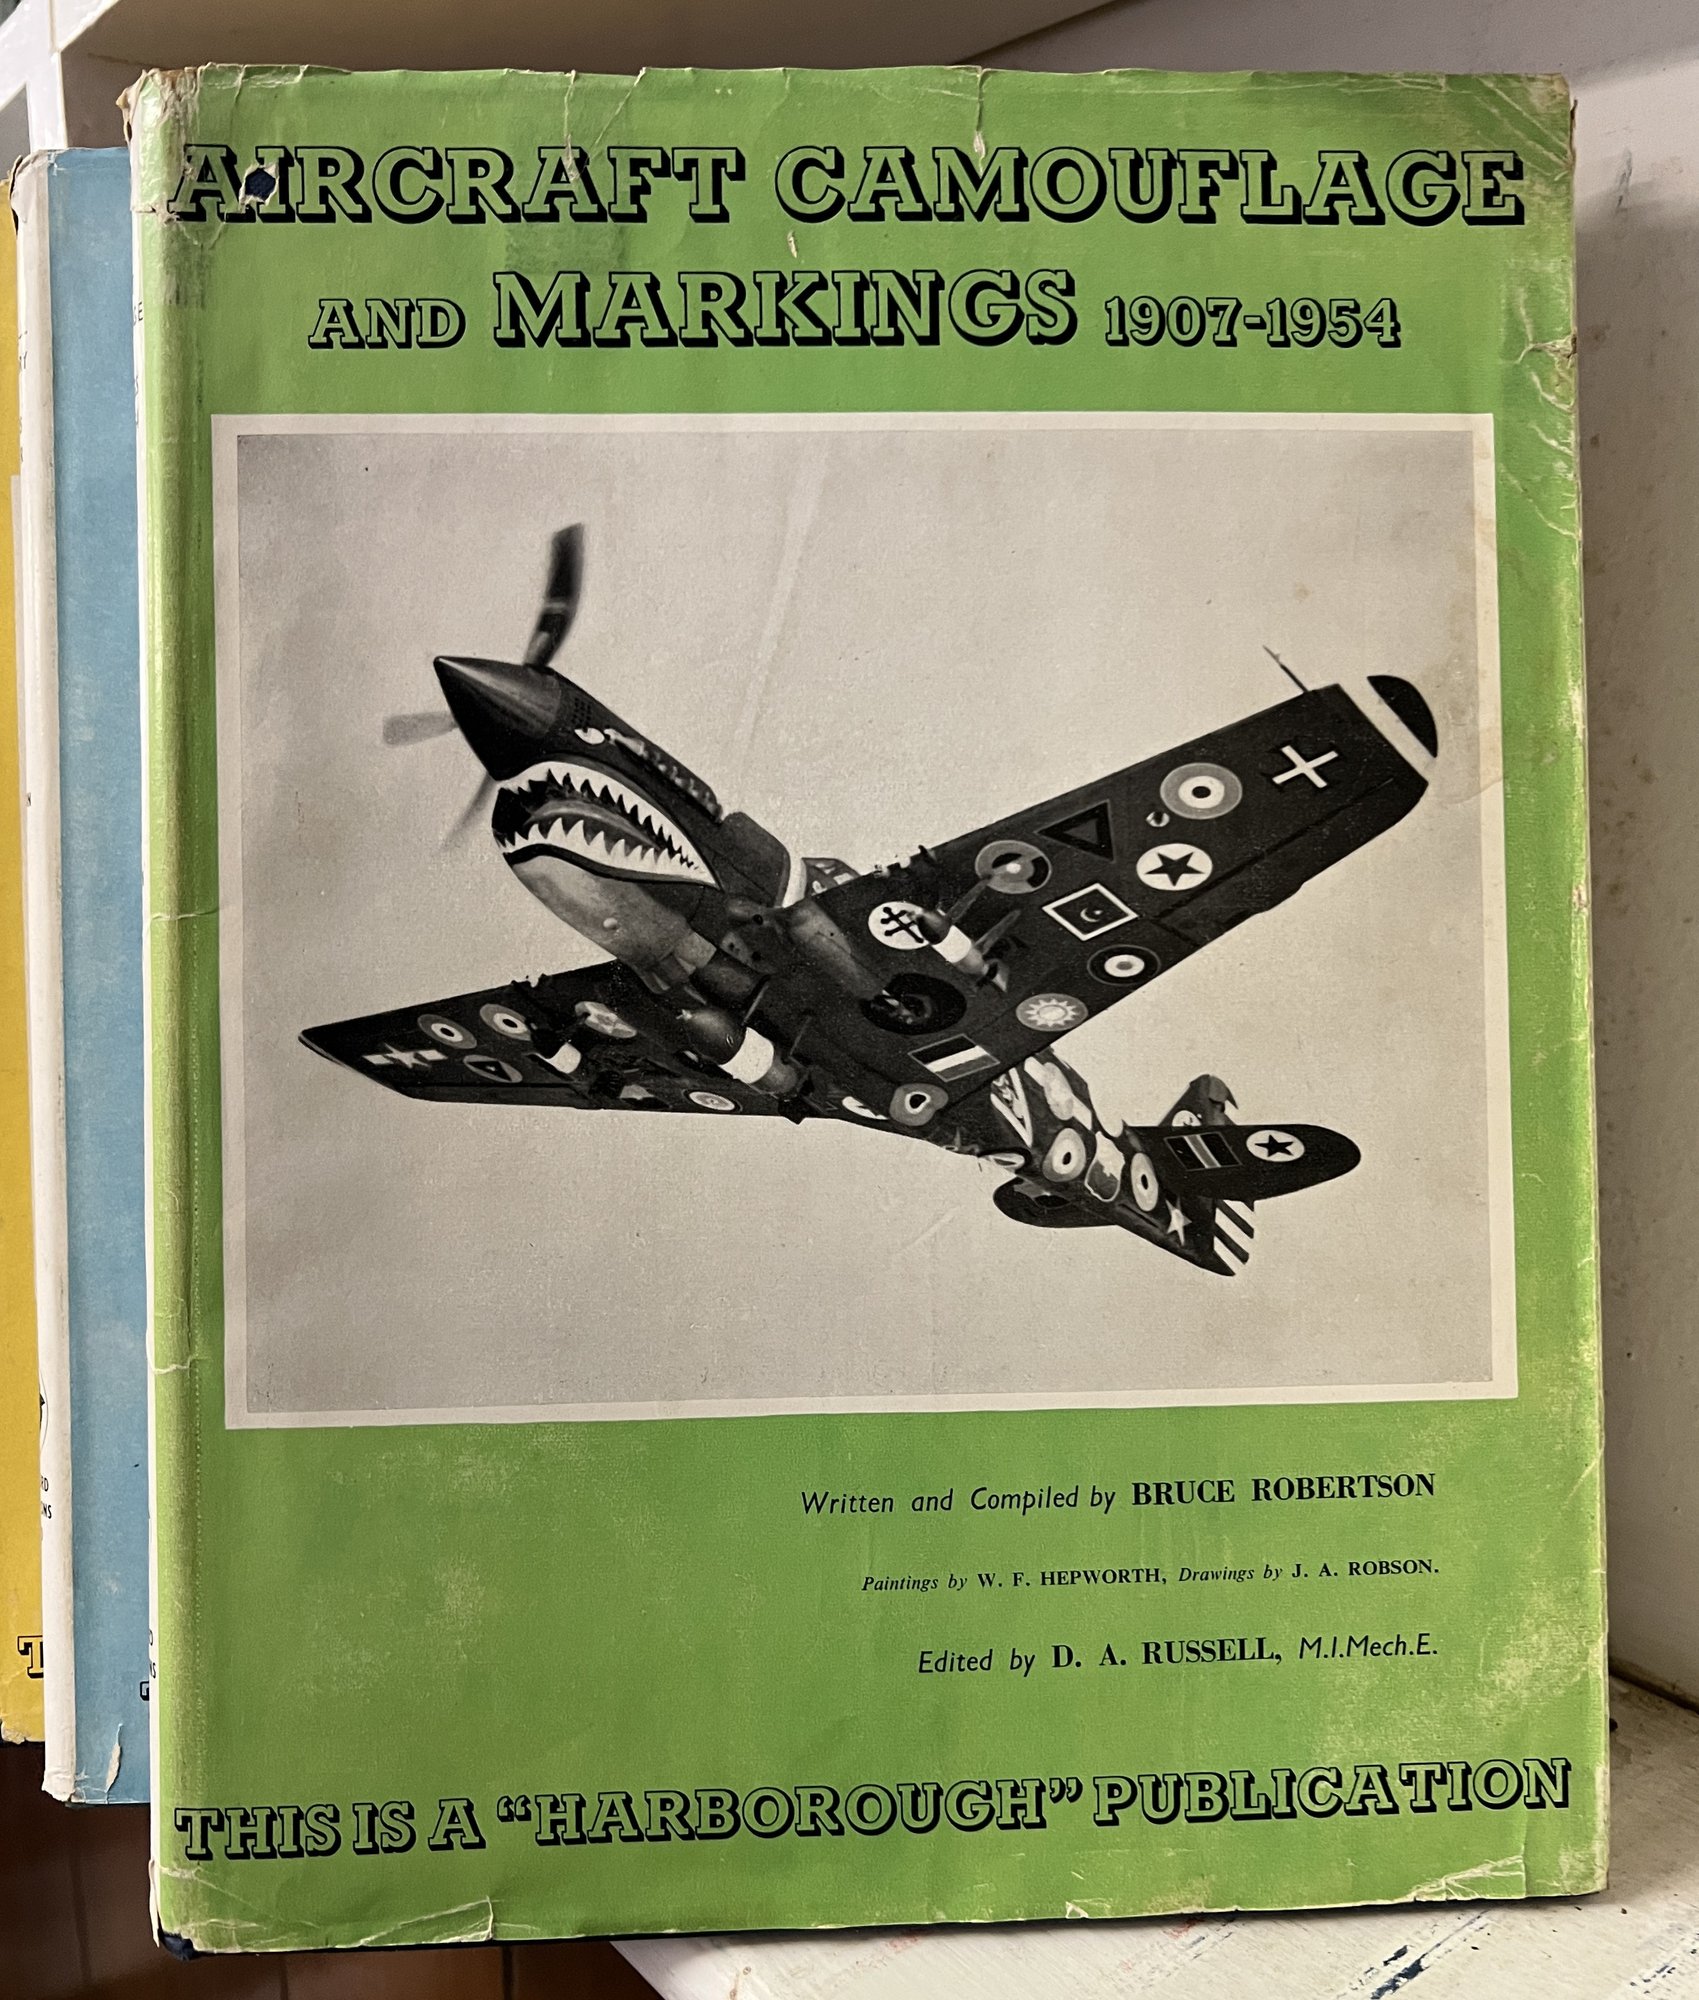 AIRCRAFT CAMOUFLAGE
AND MARKINGS 1907-1954
Written and Compiled by BRUCE ROBERTSON
Paintings by W. F. HEPWORTH, Drawings by J. A. ROBSON.
Edited by D. A. RUSSELL, M.I.Mech.E.
THIS IS A “HARBOROUGH” PUBLICATION